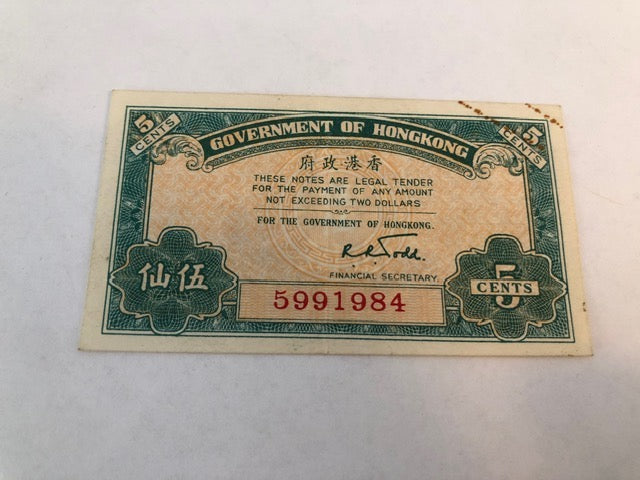 5 CENTS
5 CENTS
GOVERNMENT OF HONGKONG
府政港香
THESE NOTES ARE LEGAL TENDER
FOR THE PAYMENT OF ANY AMOUNT
NOT EXCEEDING TWO DOLLARS
FOR THE GOVERNMENT OF HONGKONG.
R.R.Todd.
FINANCIAL SECRETARY.
仙伍
5
CENTS
5991984